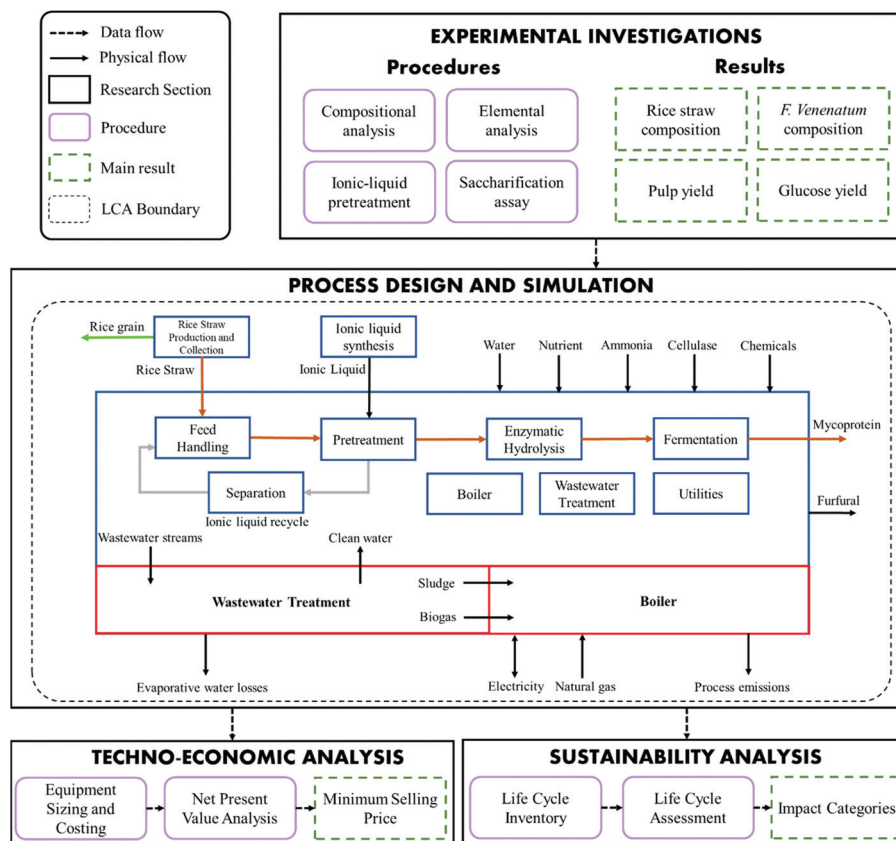 Data flow
Physical flow
Research Section
Procedure
Main result
LCA Boundary
EXPERIMENTAL INVESTIGATIONS
Procedures
Results
Compositional
analysis
Elemental
analysis
Rice straw
composition
F. Venenatum
composition
Ionic-liquid
pretreatment
Saccharification
assay
Pulp yield
Glucose yield
PROCESS DESIGN AND SIMULATION
Rice grain
Rice Straw
Production and
Collection
Ionic liquid
synthesis
Water
Nutrient
Ammonia
Cellulase
Chemicals
Rice Straw
Ionic Liquid
Feed
Handling
Pretreatment
Enzymatic
Hydrolysis
Fermentation
Mycoprotein
Separation
Ionic liquid recycle
Boiler
Wastewater
Treatment
Utilities
Furfural
Wastewater streams
Clean water
Wastewater Treatment
Sludge
Biogas
Boiler
Evaporative water losses
Electricity
Natural gas
Process emissions
TECHNO-ECONOMIC ANALYSIS
Equipment
Sizing and
Costing
Net Present
Value Analysis
Minimum Selling
Price
SUSTAINABILITY ANALYSIS
Life Cycle
Inventory
Life Cycle
Assessment
Impact Categories